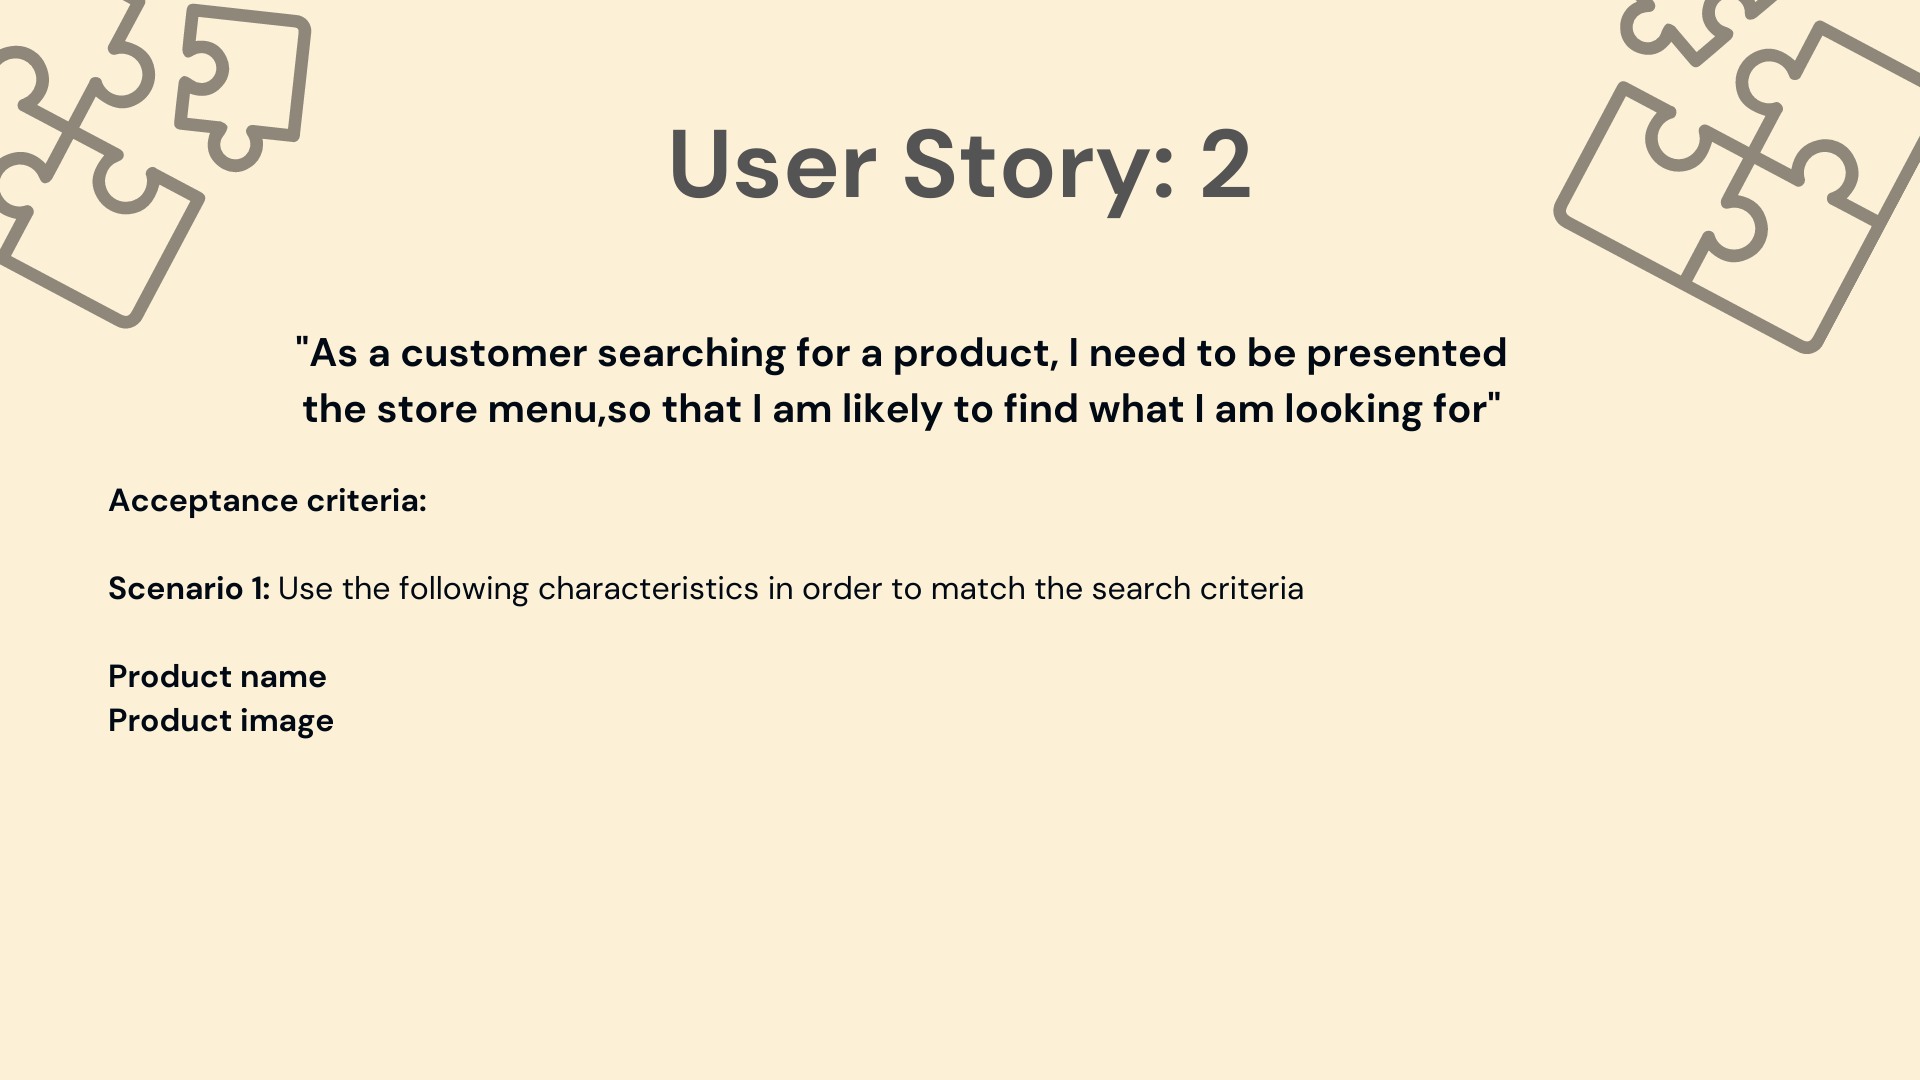 User Story: 2
"As a customer searching for a product, I need to be presented
the store menu,so that I am likely to find what I am looking for"
Acceptance criteria:
Scenario 1: Use the following characteristics in order to match the search criteria
Product name
Product image